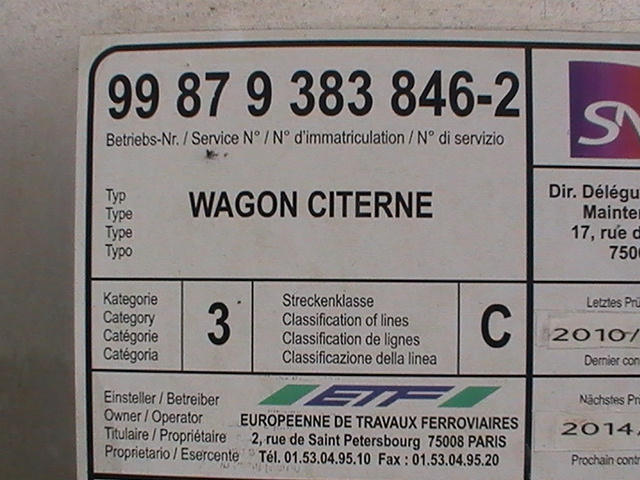 99 87 9 383 846-2
Betriebs-Nr. / Service N° / N° d'immatriculation / N° di servizio
Typ
Type
Type
Typo
WAGON CITERNE
Kategorie
Category
Catégorie
Catégoria
3
Streckenklasse
Classification of lines
Classification de lignes
Classificazione della linea
C
Einsteller / Betreiber
Owner / Operator
Titulaire / Propriétaire
Proprietario / Esercente
ETF
EUROPEENNE DE TRAVAUX FERROVIAIRES
2, rue de Saint Petersbourg 75008 PARIS
Tél. 01.53.04.95.10 Fax : 01.53.04.95.20
SN
Dir. Délégu
Mainte
17, rue d
750
Letztes Prü
2010/
Dernier con
Nächstes Prü
2014
Prochain cont